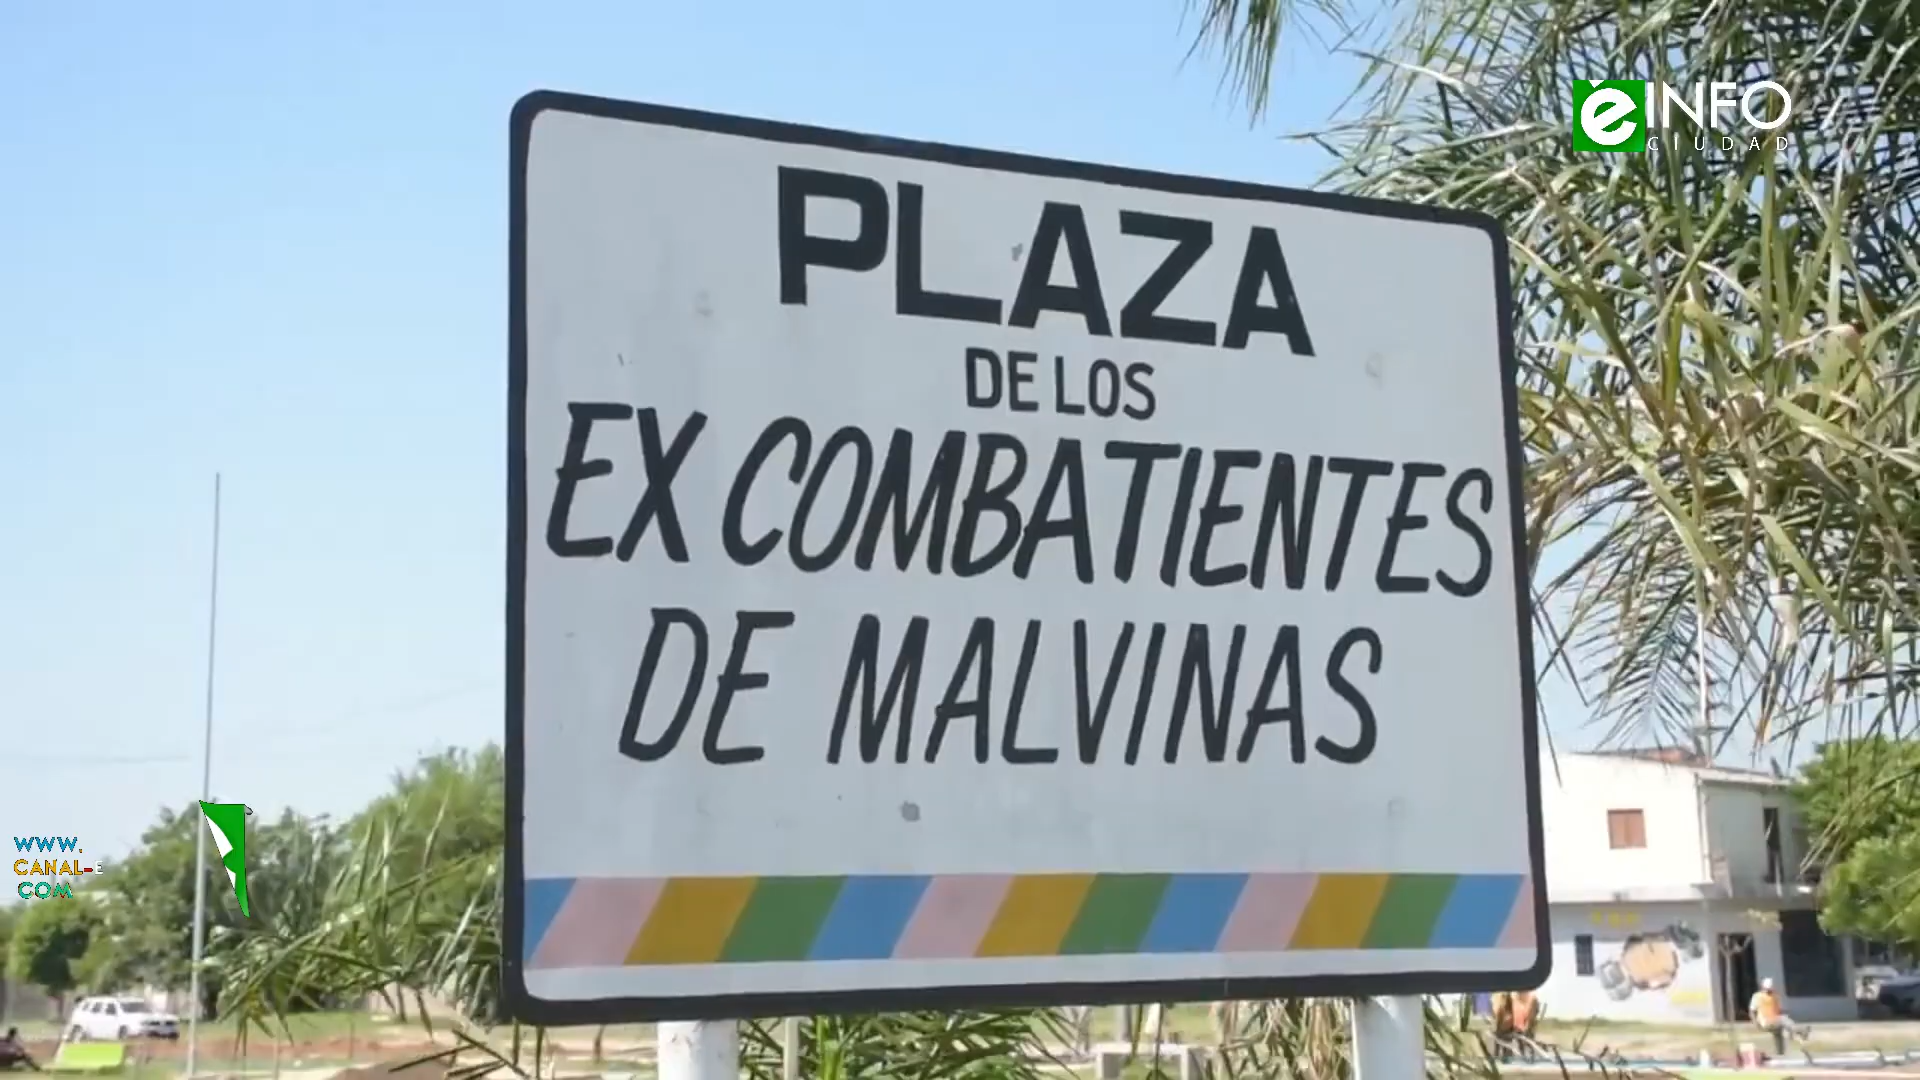 è INFO
CIUDAD
PLAZA
DE LOS
EX COMBATIENTES
DE MALVINAS
WWW.
CANAL-E
COM